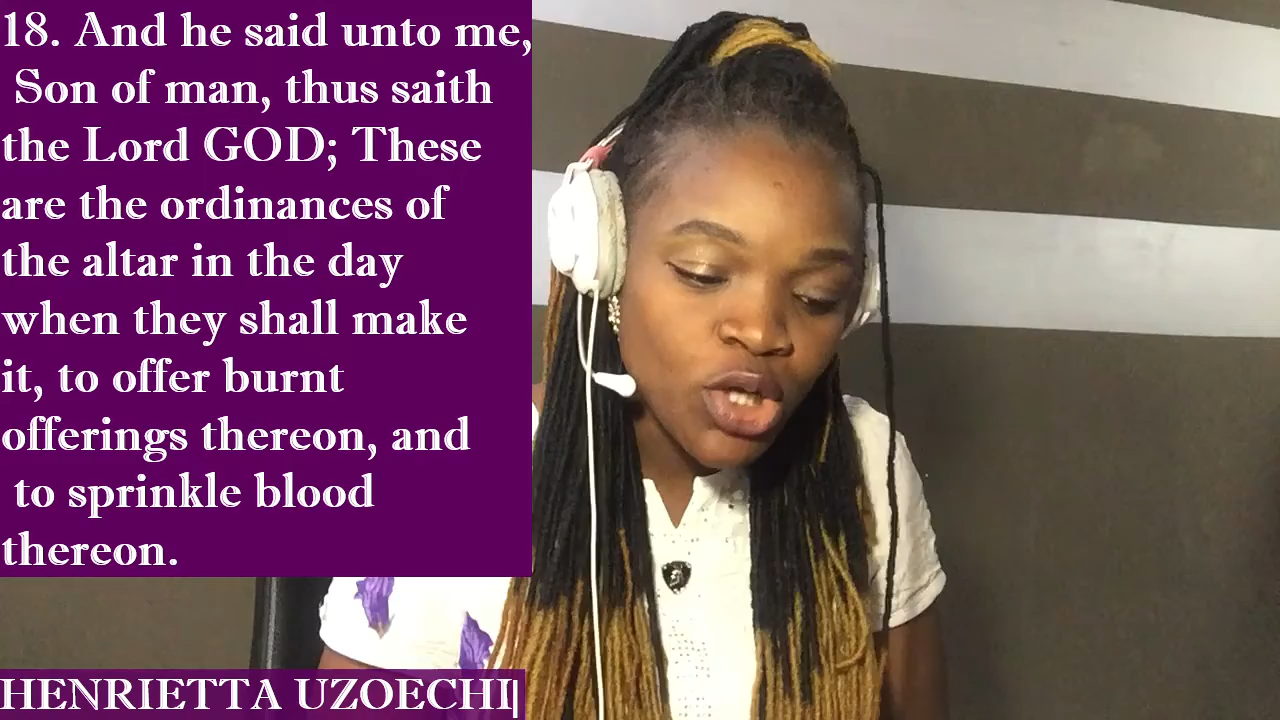 18. And he said unto me,
Son of man, thus saith
the Lord GOD; These
are the ordinances of
the altar in the day
when they shall make
it, to offer burnt
offerings thereon, and
to sprinkle blood
thereon.
HENRIETTA UZOECHI|